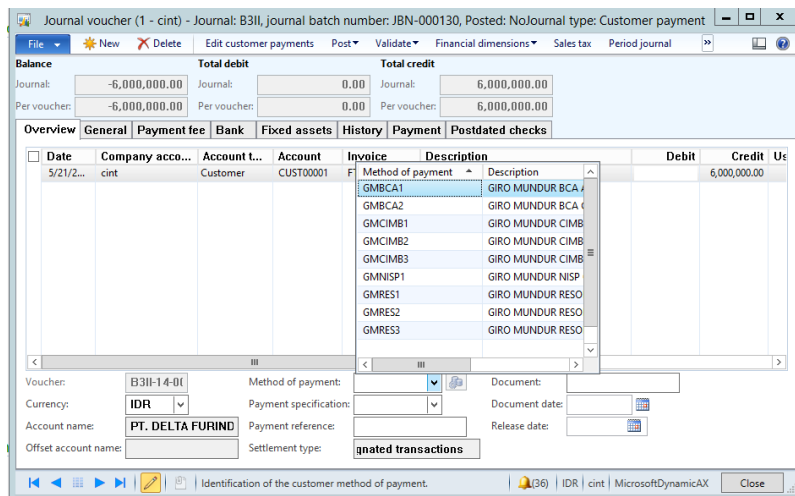 Journal voucher (1 - cint) - Journal: B3II, journal batch number: JBN-000130, Posted: NoJournal type: Customer payment
File New Delete Edit customer payments Post Validate Financial dimensions Sales tax Period journal »
Balance Total debit Total credit
Journal: -6,000,000.00 Journal: 0.00 Journal: 6,000,000.00
Per voucher: -6,000,000.00 Per voucher: 0.00 Per voucher: 6,000,000.00
Overview General Payment fee Bank Fixed assets History Payment Postdated checks
Date Company acco... Account t... Account Invoice Description Debit Credit Us
5/21/2... cint Customer CUST00001 6,000,000.00
Method of payment Description
GMBCA1 GIRO MUNDUR BCA A
GMBCA2 GIRO MUNDUR BCA
GMCIMB1 GIRO MUNDUR CIMB
GMCIMB2 GIRO MUNDUR CIMB
GMCIMB3 GIRO MUNDUR CIMB
GMNISP1 GIRO MUNDUR NISP
GMRES1 GIRO MUNDUR RESO
GMRES2 GIRO MUNDUR RESO
GMRES3 GIRO MUNDUR RESO
Voucher: B3II-14-0( Method of payment: Document:
Currency: IDR Payment specification: Document date:
Account name: PT. DELTA FURIND Payment reference: Release date:
Offset account name: Settlement type: gnated transactions
Identification of the customer method of payment. (36) IDR cint MicrosoftDynamicAX Close